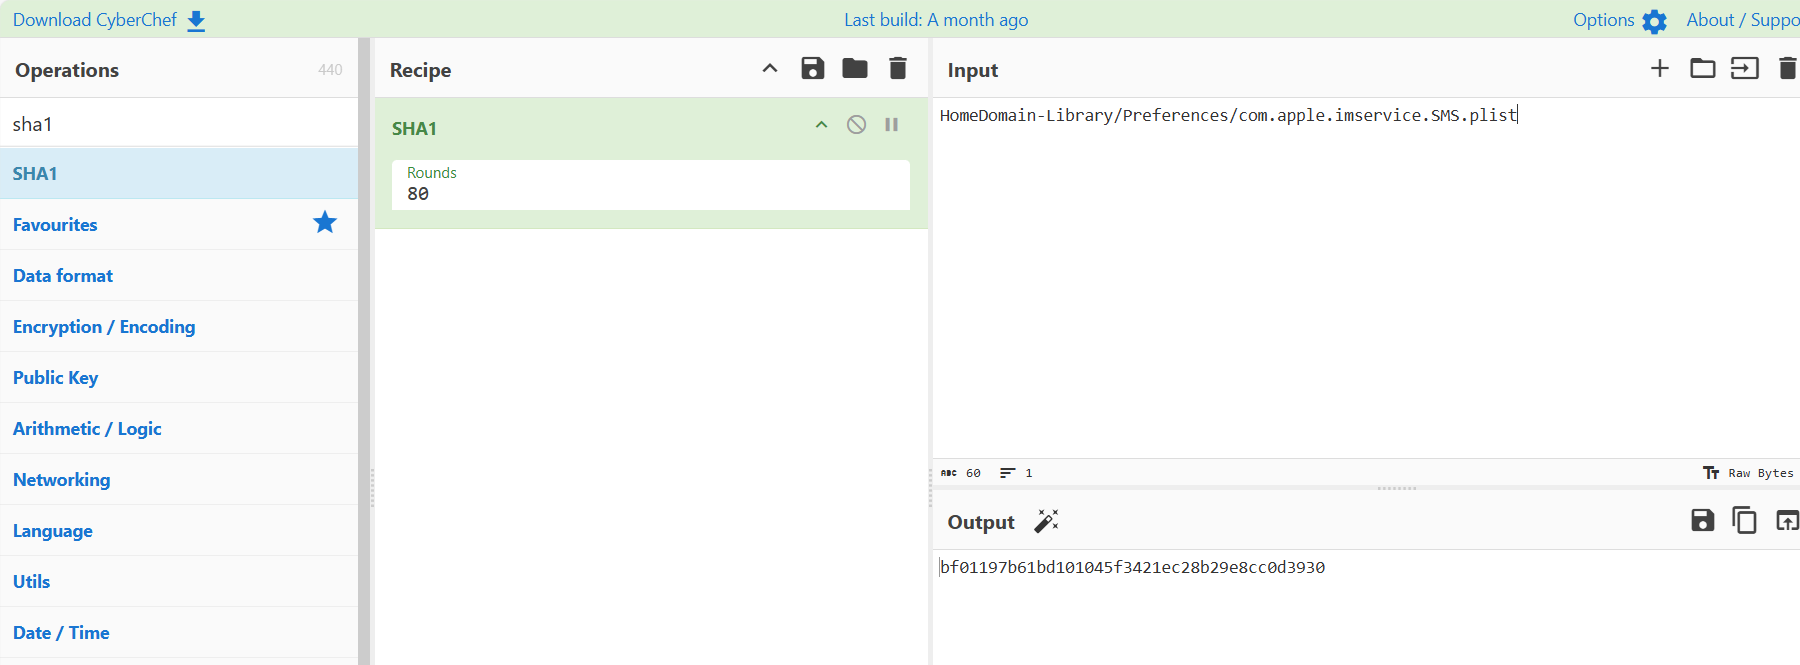 Download CyberChef
Last build: A month ago
Options
About / Suppo
Operations
440
sha1
SHA1
Favourites
Data format
Encryption / Encoding
Public Key
Arithmetic / Logic
Networking
Language
Utils
Date / Time
Recipe
SHA1
Rounds
80
Input
HomeDomain-Library/Preferences/com.apple.imservice.SMS.plist
ABC 60
1
Raw Bytes
Output
bf01197b61bd101045f3421ec28b29e8cc0d3930